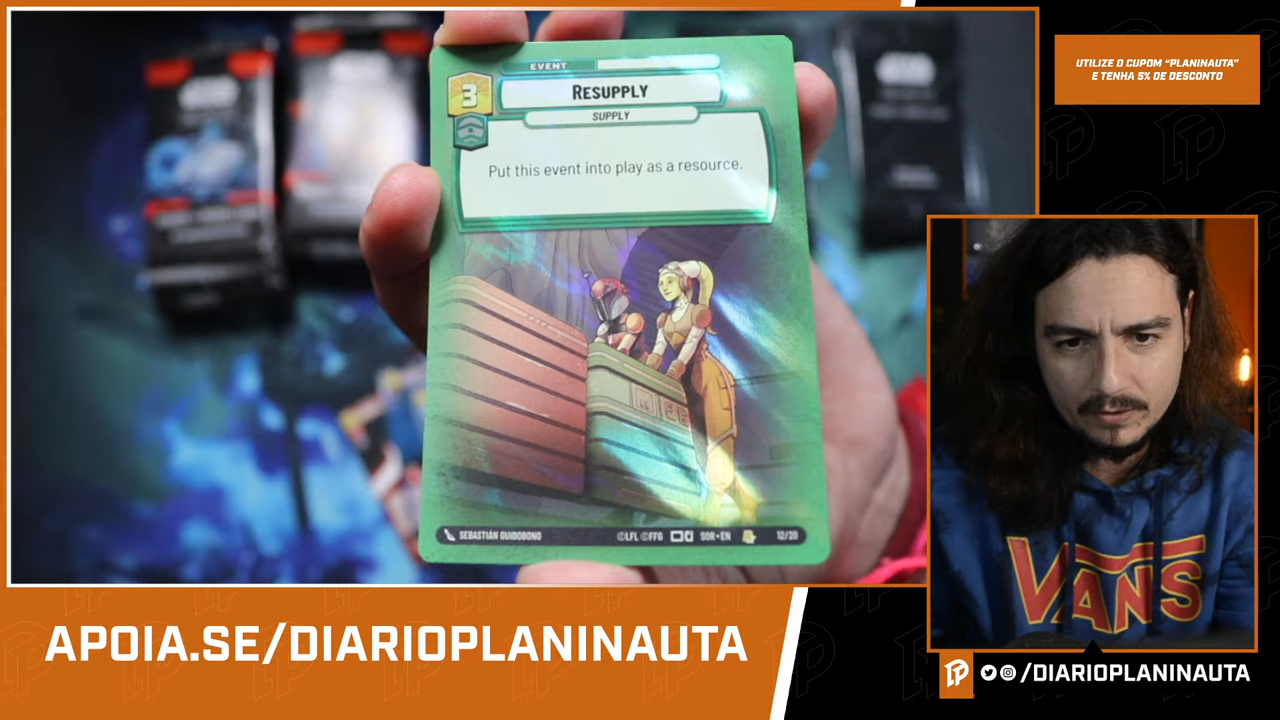 EVENT
3
RESUPPLY
SUPPLY
Put this event into play as a resource.
SEBASTIÁN GUIDOBONO
©LFL ©FFG
SOR•EN
12/20
UTILIZE O CUPOM “PLANINAUTA”
E TENHA 5% DE DESCONTO
VANS
APOIA.SE/DIARIOPLANINAUTA
/DIARIOPLANINAUTA